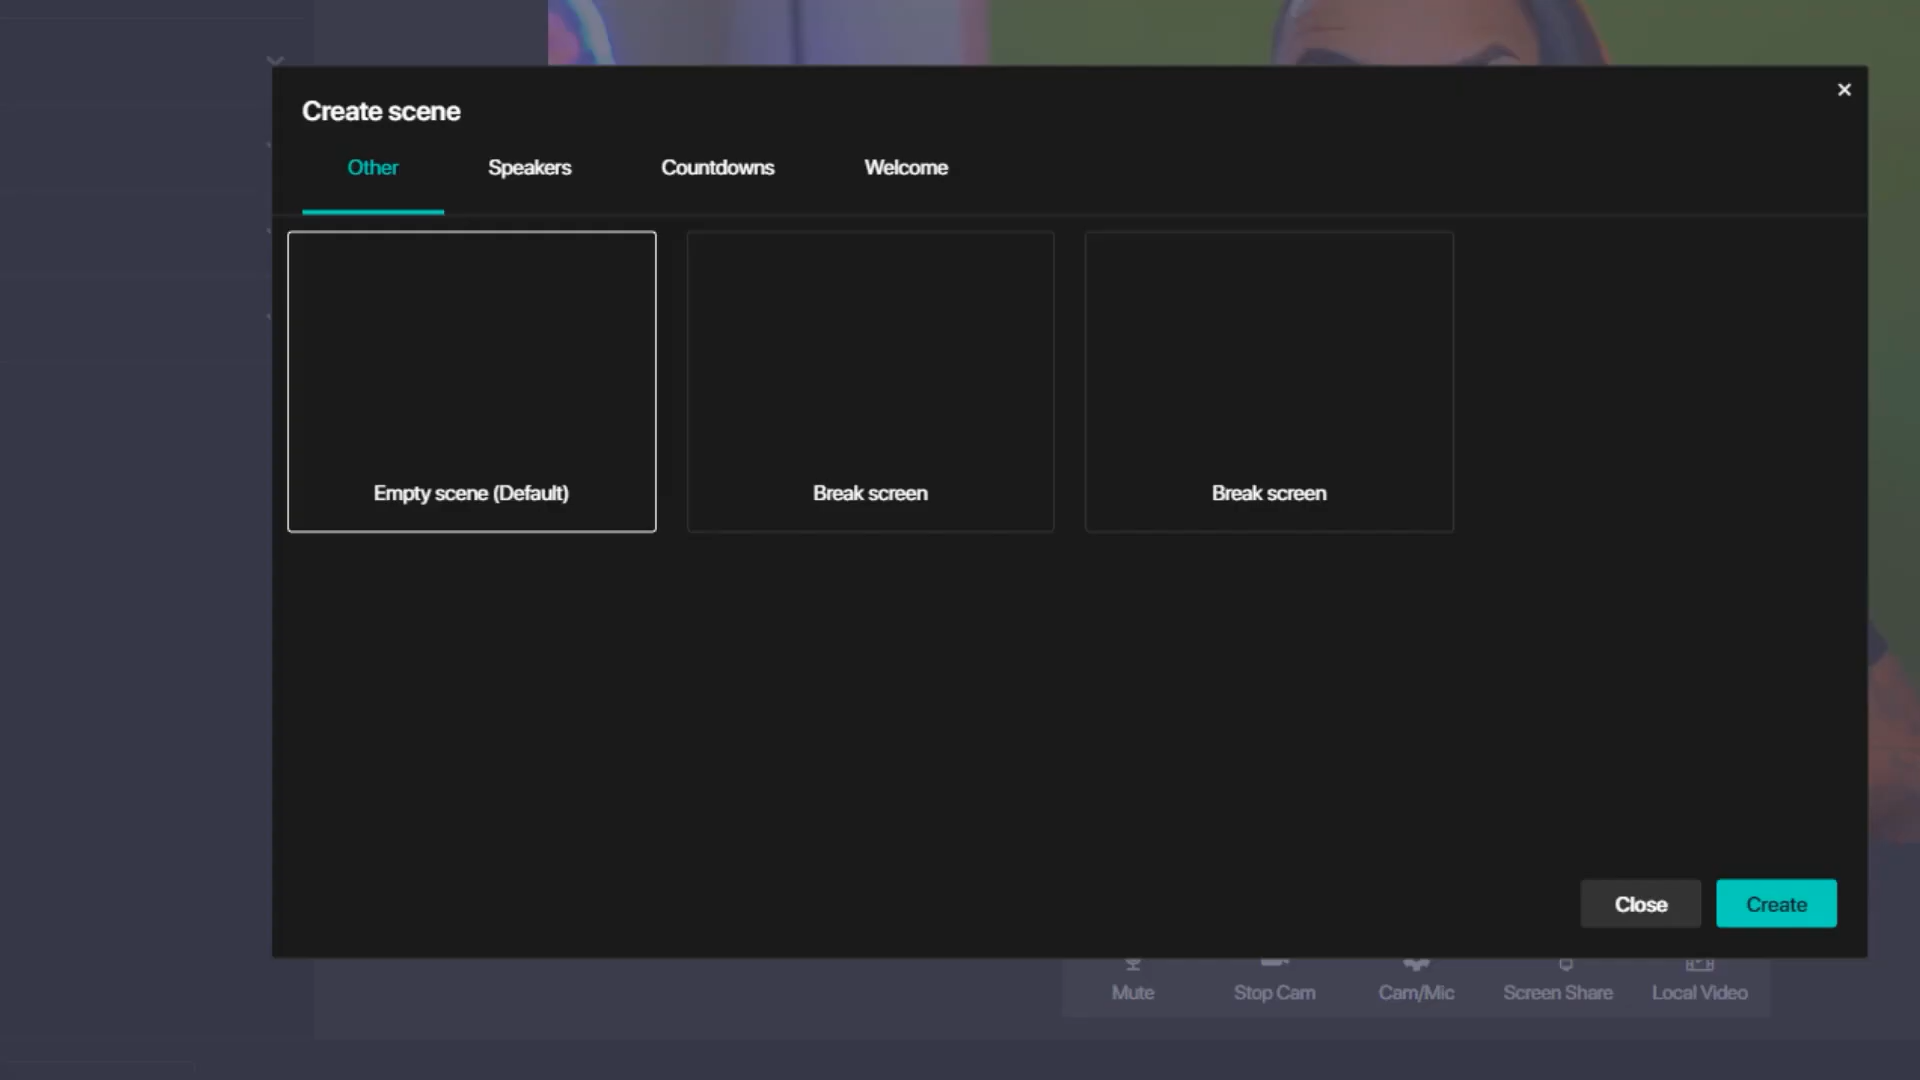 Create scene
Other
Speakers
Countdowns
Welcome
Empty scene (Default)
Break screen
Break screen
Close
Create
Mute
Stop Cam
Cam/Mic
Screen Share
Local Video